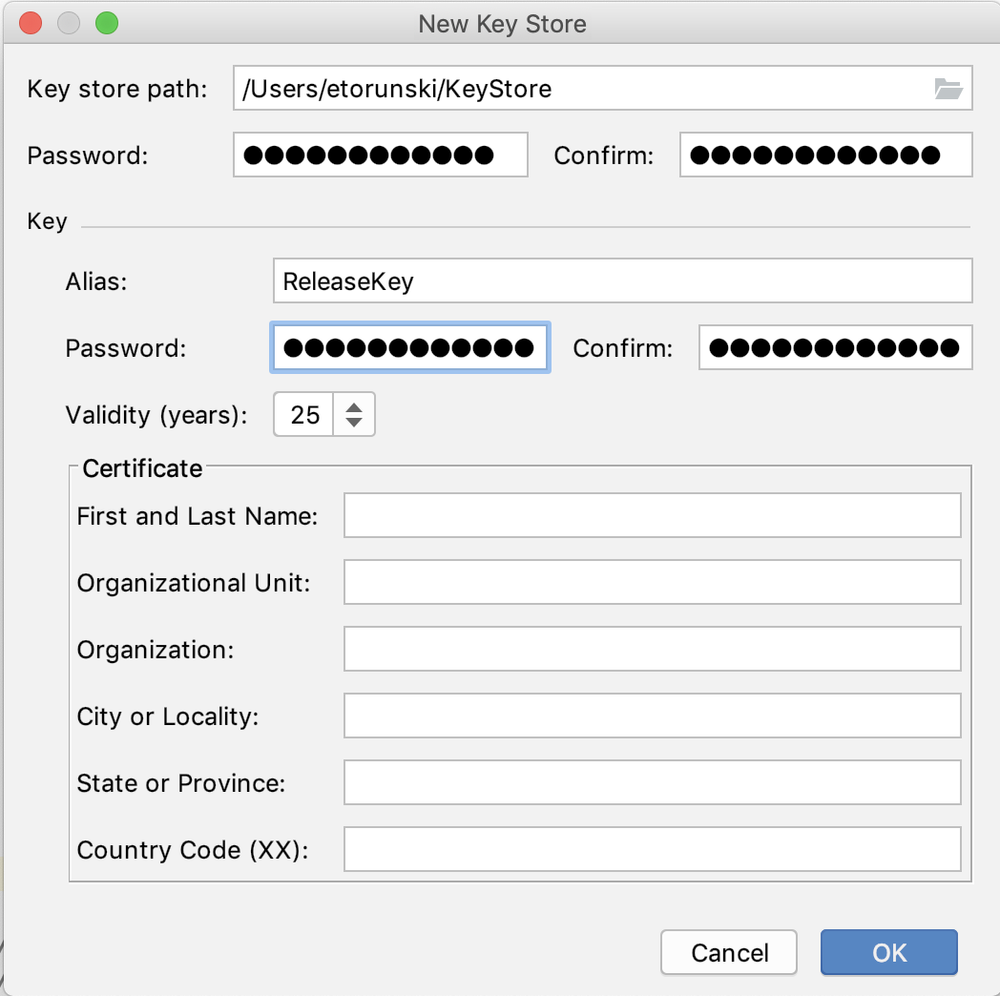 New Key Store
Key store path: /Users/etorunski/KeyStore
Password: ●●●●●●●●●●●● Confirm: ●●●●●●●●●●●●
Key
Alias: ReleaseKey
Password: ●●●●●●●●●●●● Confirm: ●●●●●●●●●●●●
Validity (years): 25
Certificate
First and Last Name:
Organizational Unit:
Organization:
City or Locality:
State or Province:
Country Code (XX):
Cancel OK